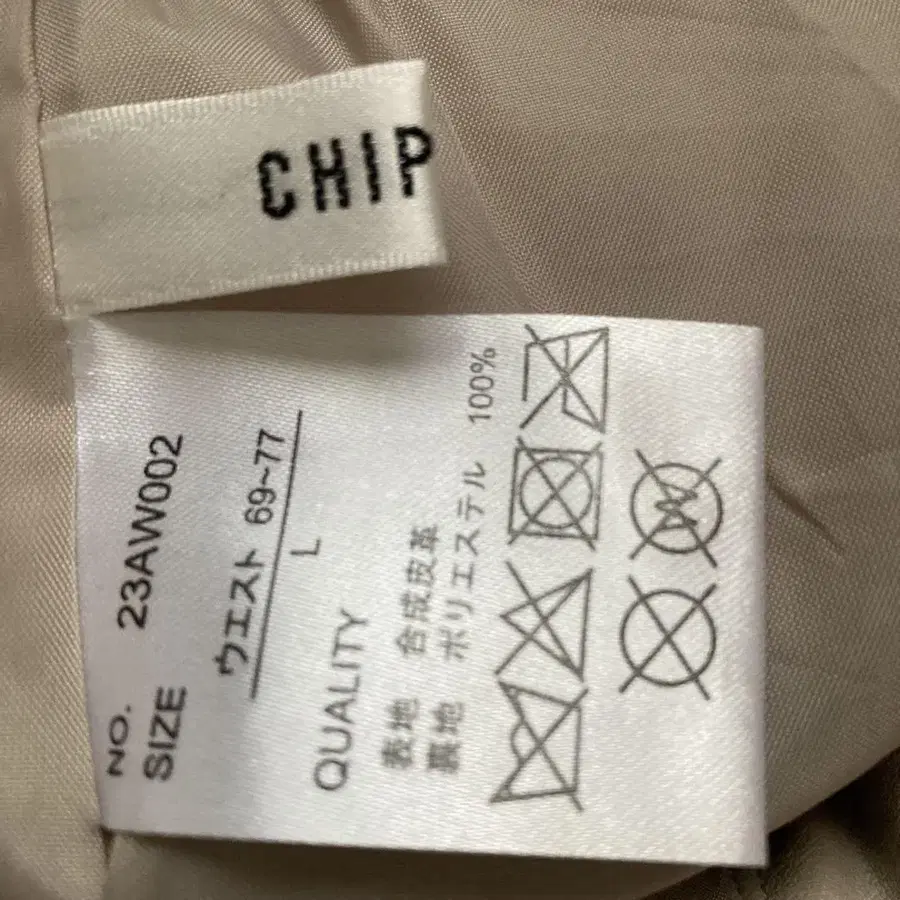 CHIP
NO. 23AW002
SIZE ウエスト 69~77
L
QUALITY
表地 合成皮革
裏地 ポリエステル 100%